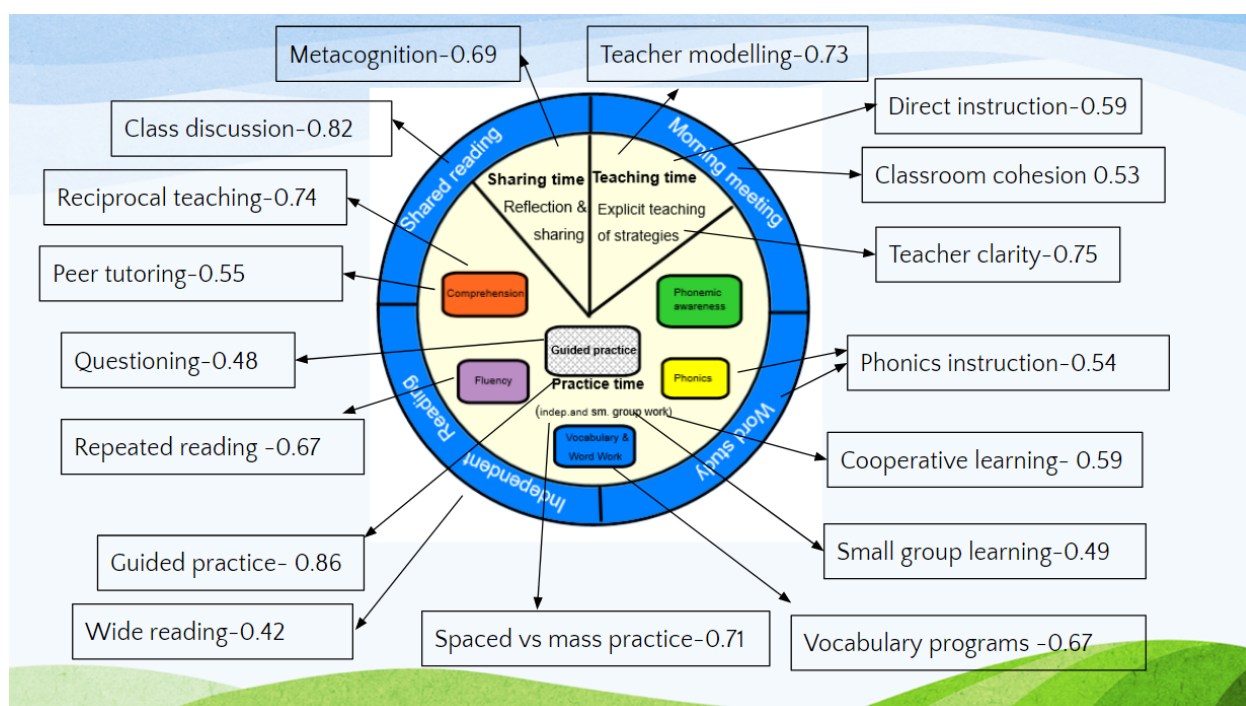 Metacognition-0.69
Teacher modelling-0.73
Class discussion-0.82
Direct instruction-0.59
Reciprocal teaching-0.74
Classroom cohesion 0.53
Peer tutoring-0.55
Teacher clarity-0.75
Questioning-0.48
Phonics instruction-0.54
Repeated reading -0.67
Cooperative learning- 0.59
Guided practice- 0.86
Small group learning-0.49
Wide reading-0.42
Spaced vs mass practice-0.71
Vocabulary programs -0.67
Shared reading
Morning meeting
Word study
Independent
Reading
Sharing time
Reflection &
sharing
Teaching time
Explicit teaching
of strategies
Comprehension
Phonemic
awareness
Guided practice
Fluency
Phonics
Practice time
(indep.and sm. group work)
Vocabulary &
Word Work